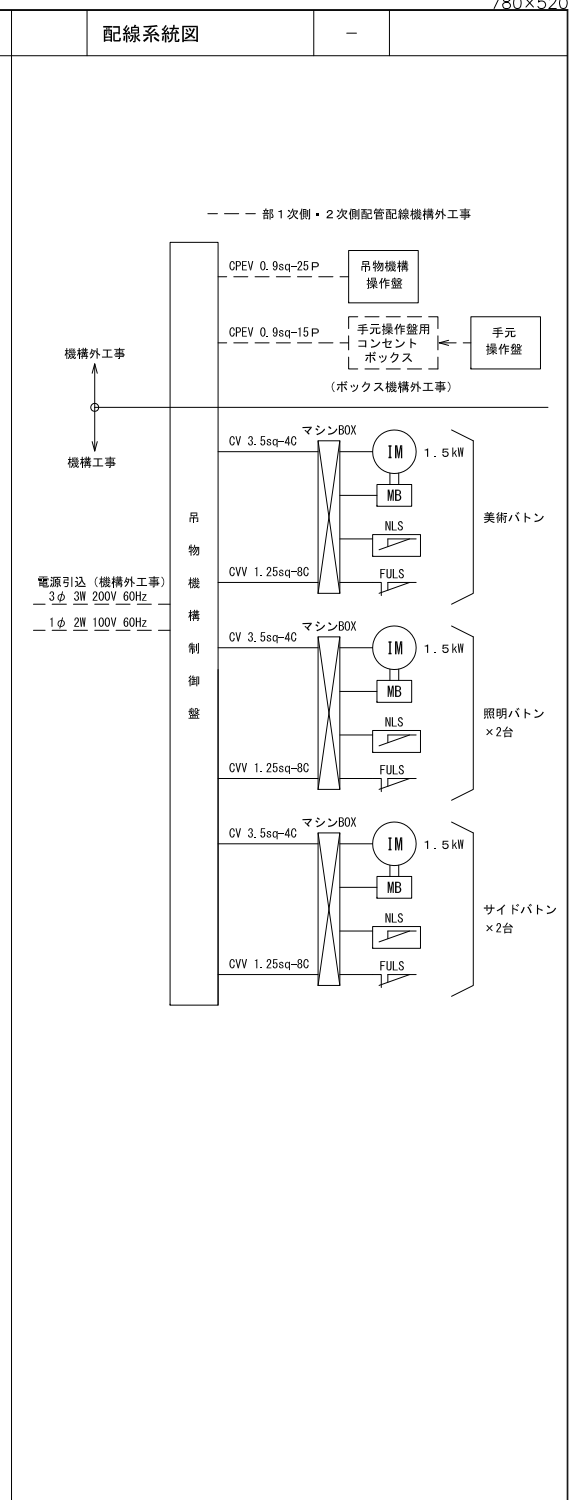 780×520
配線系統図
－
－ － － 部１次側・２次側配管配線機構外工事
CPEV 0.9sq-25P
吊物機構
操作盤
CPEV 0.9sq-15P
手元操作盤用
コンセント
ボックス
手元
操作盤
（ボックス機構外工事）
機構外工事
機構工事
吊物機構制御盤
電源引込（機構外工事）
3φ 3W 200V 60Hz
1φ 2W 100V 60Hz
マシンBOX
CV 3.5sq-4C
IM
1.5kW
MB
NLS
CVV 1.25sq-8C
FULS
美術バトン
マシンBOX
CV 3.5sq-4C
IM
1.5kW
MB
NLS
CVV 1.25sq-8C
FULS
照明バトン
×2台
マシンBOX
CV 3.5sq-4C
IM
1.5kW
MB
NLS
CVV 1.25sq-8C
FULS
サイドバトン
×2台